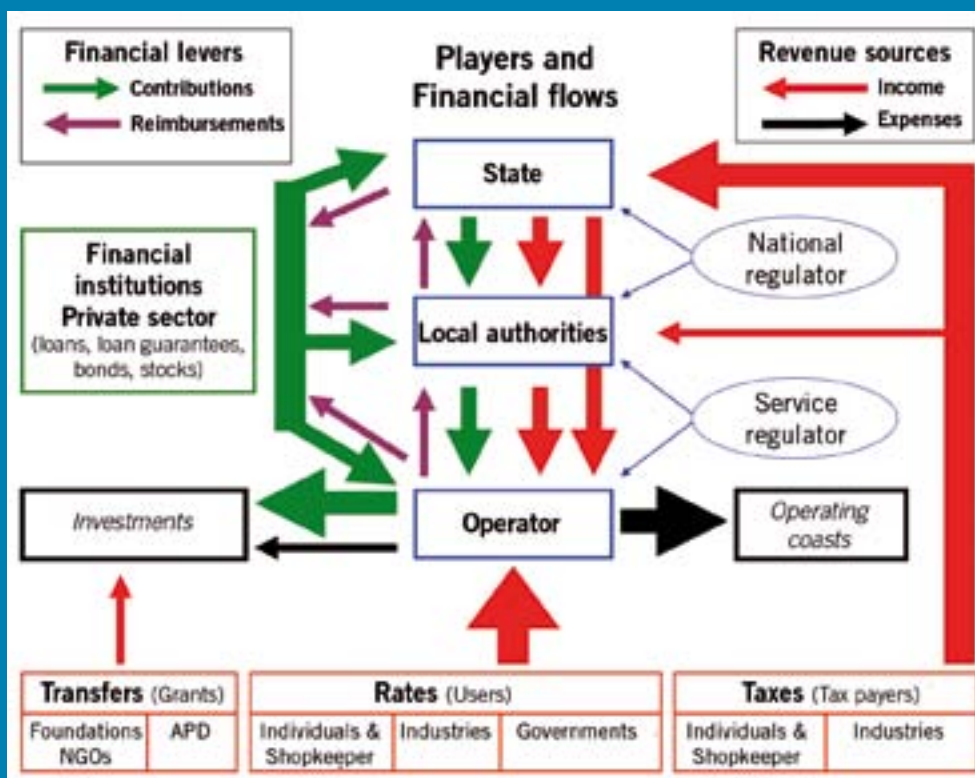 Financial levers
Contributions
Reimbursements
Players and
Financial flows
Revenue sources
Income
Expenses
State
National
regulator
Financial
institutions
Private sector
(loans, loan guarantees,
bonds, stocks)
Local authorities
Service
regulator
Investments
Operator
Operating
coasts
Transfers (Grants)
Foundations
NGOs
APD
Rates (Users)
Individuals &
Shopkeeper
Industries
Governments
Taxes (Tax payers)
Individuals &
Shopkeeper
Industries